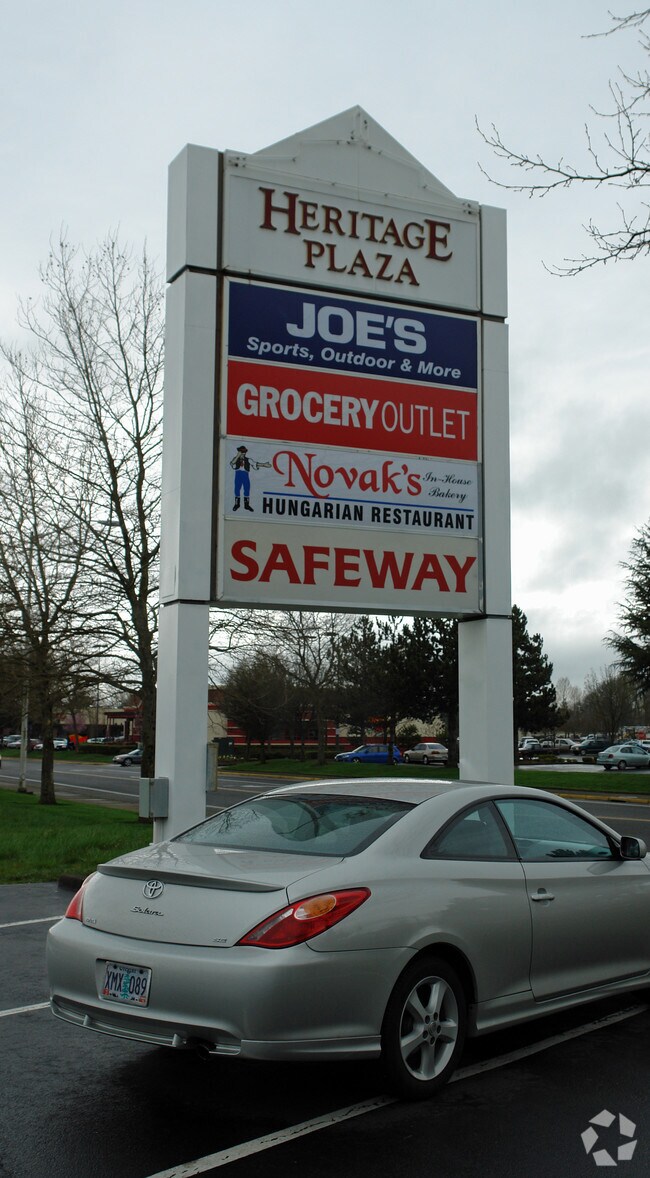 HERITAGE
PLAZA
JOE'S
Sports, Outdoor & More
GROCERY OUTLET
NOVAK'S In-House
Bakery
HUNGARIAN RESTAURANT
SAFEWAY
Solara
XMX 089